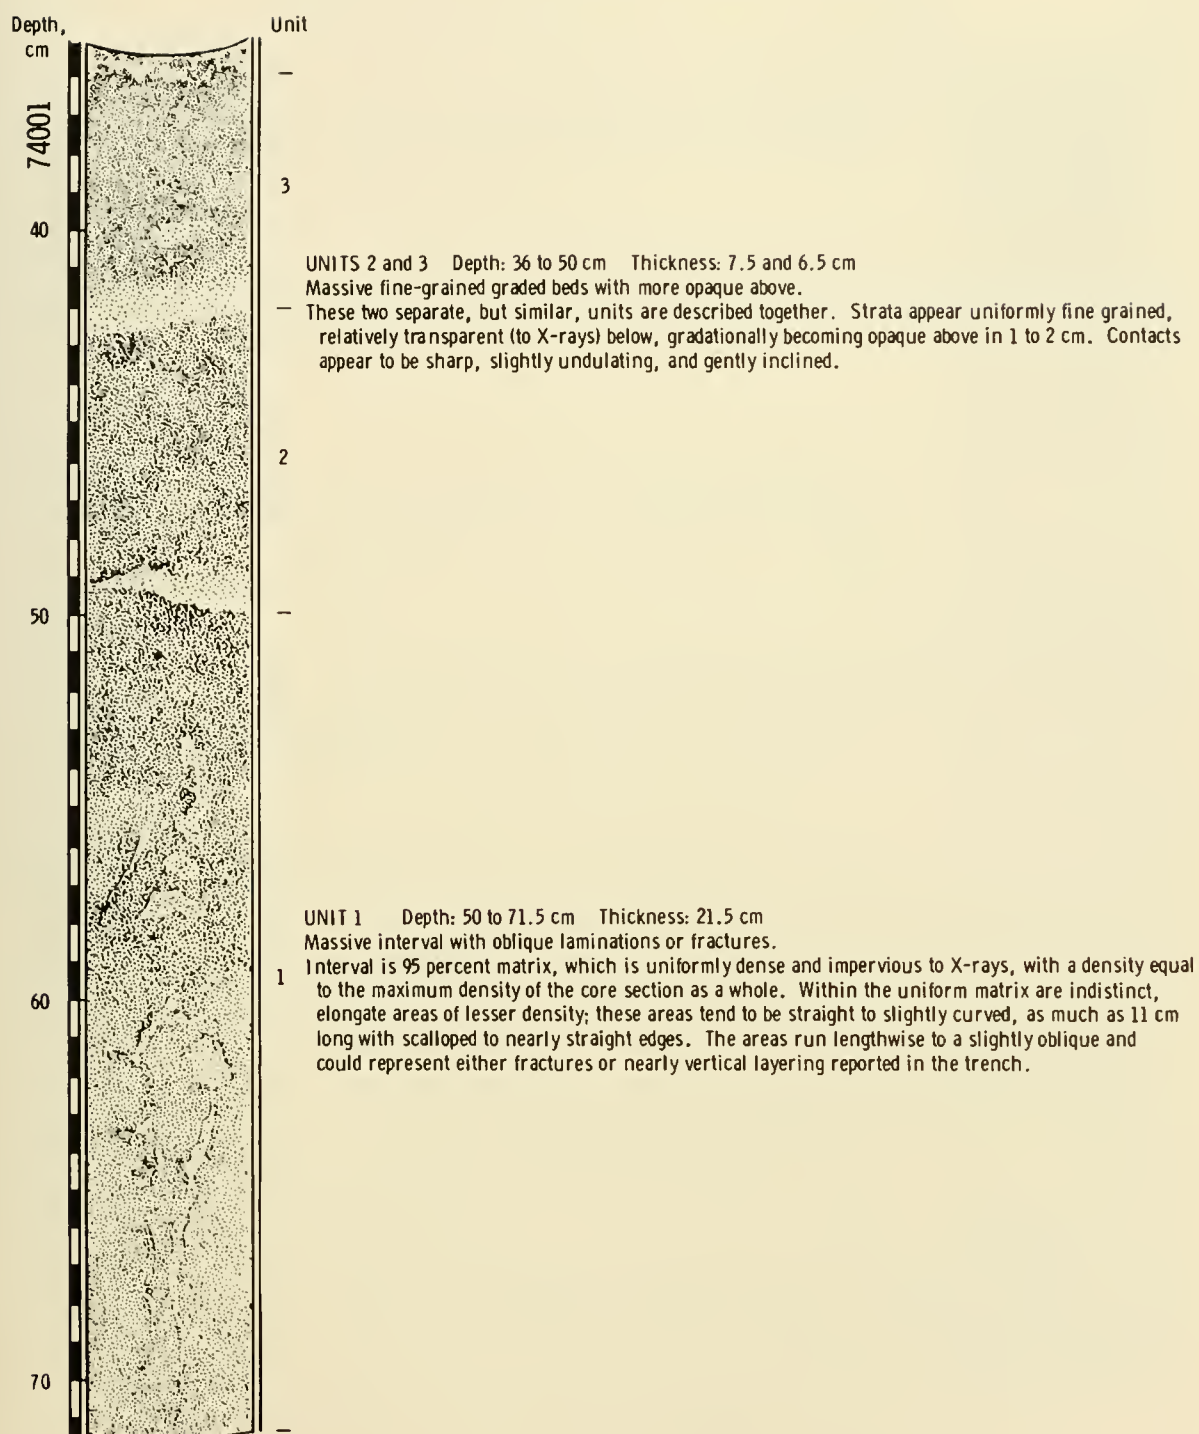 Depth,
cm
Unit
74001
3
40
UNITS 2 and 3 Depth: 36 to 50 cm Thickness: 7.5 and 6.5 cm
Massive fine-grained graded beds with more opaque above.
These two separate, but similar, units are described together. Strata appear uniformly fine grained,
relatively transparent (to X-rays) below, gradationally becoming opaque above in 1 to 2 cm. Contacts
appear to be sharp, slightly undulating, and gently inclined.
2
50
UNIT 1 Depth: 50 to 71.5 cm Thickness: 21.5 cm
Massive interval with oblique laminations or fractures.
Interval is 95 percent matrix, which is uniformly dense and impervious to X-rays, with a density equal
1
to the maximum density of the core section as a whole. Within the uniform matrix are indistinct,
60
elongate areas of lesser density; these areas tend to be straight to slightly curved, as much as 11 cm
long with scalloped to nearly straight edges. The areas run lengthwise to a slightly oblique and
could represent either fractures or nearly vertical layering reported in the trench.
70